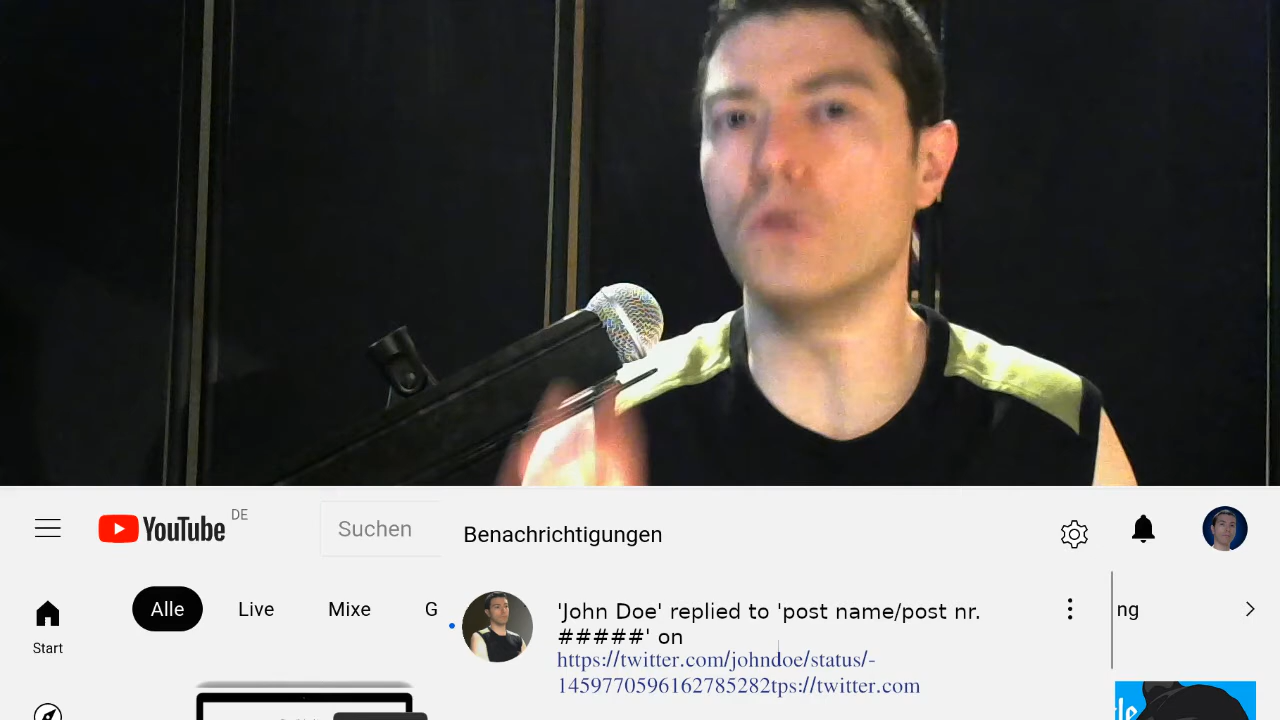 YouTube DE
Suchen
Benachrichtigungen
Alle Live Mixe G
'John Doe' replied to 'post name/post nr.
#####' on
https://twitter.com/johndoe/status/-
1459770596162785282tps://twitter.com
ng
Start